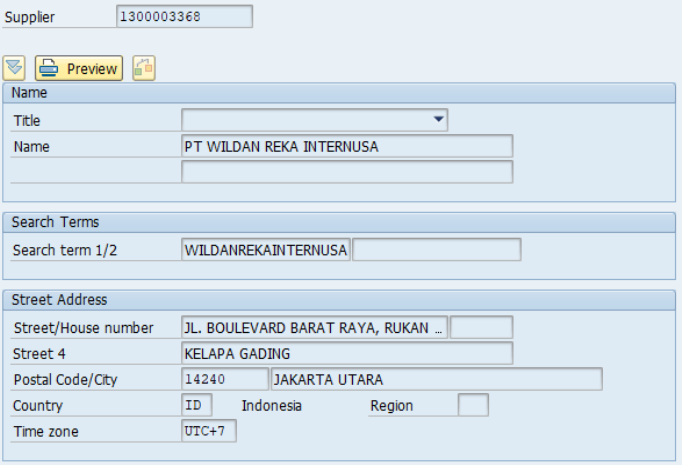 Supplier 1300003368
Preview
Name
Title
Name PT WILDAN REKA INTERNUSA
Search Terms
Search term 1/2 WILDANREKAINTERNUSA
Street Address
Street/House number JL. BOULEVARD BARAT RAYA, RUKAN ...
Street 4 KELAPA GADING
Postal Code/City 14240 JAKARTA UTARA
Country ID Indonesia Region
Time zone UTC+7